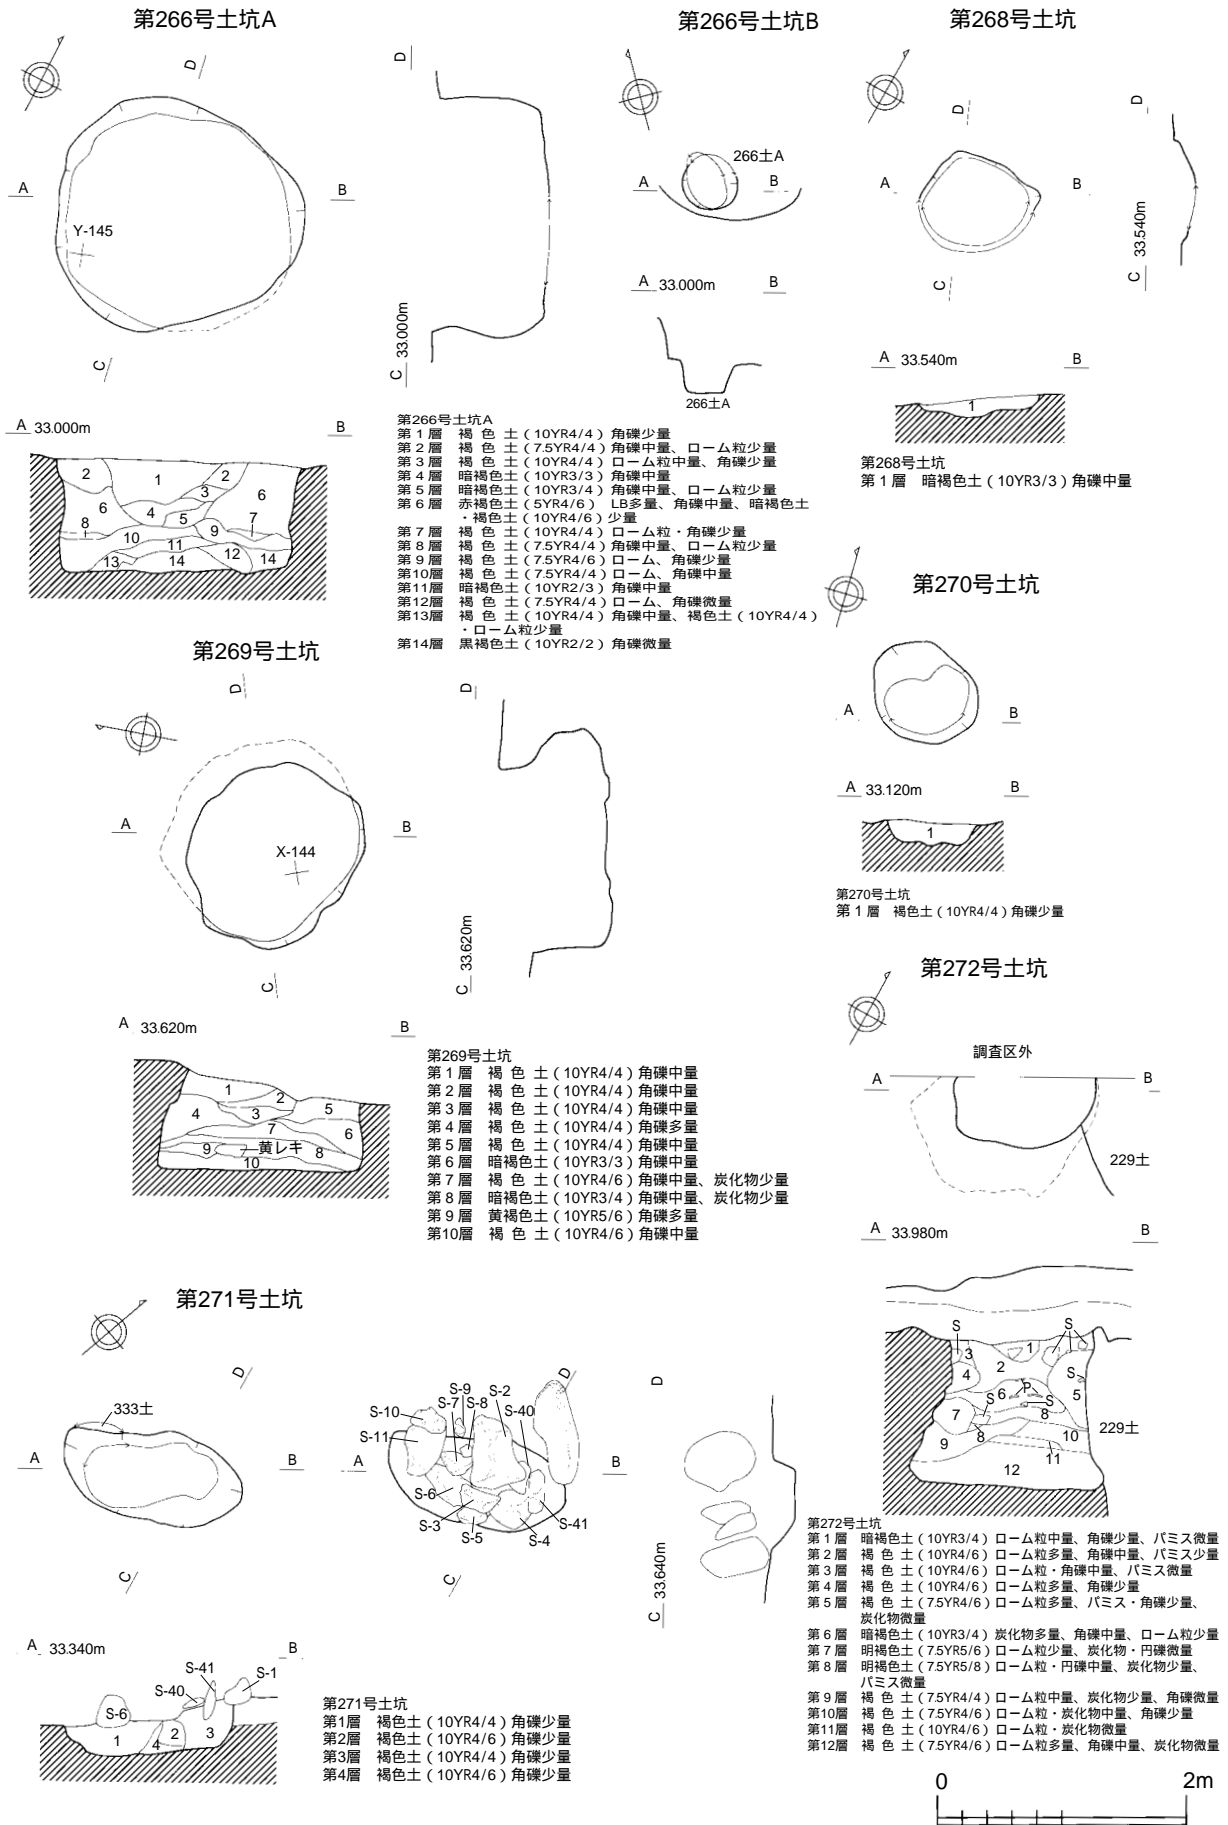 第266号土坑A
D
A
B
Y-145
C
D
C 33.000m
A 33.000m
B
2
1
2
3
6
6
4
5
8
9
7
10
11
12
13
14
14
第266号土坑B
266土A
A
B
A 33.000m
B
266土A
第268号土坑
D
A
B
C
D
C 33.540m
A 33.540m
B
1
第268号土坑
第1層 暗褐色土(10YR3/3)角礫中量
第266号土坑A
第1層 褐色土(10YR4/4)角礫少量
第2層 褐色土(7.5YR4/4)角礫中量、ローム粒少量
第3層 褐色土(10YR4/4)ローム粒中量、角礫少量
第4層 暗褐色土(10YR3/3)角礫中量
第5層 暗褐色土(10YR3/4)角礫中量、ローム粒少量
第6層 赤褐色土(5YR4/6) LB多量、角礫中量、暗褐色土
・褐色土(10YR4/6)少量
第7層 褐色土(10YR4/4)ローム粒・角礫少量
第8層 褐色土(7.5YR4/4)角礫中量、ローム粒少量
第9層 褐色土(7.5YR4/6)ローム、角礫少量
第10層 褐色土(7.5YR4/4)ローム、角礫中量
第11層 暗褐色土(10YR2/3)角礫中量
第12層 褐色土(7.5YR4/4)ローム、角礫微量
第13層 褐色土(10YR4/4)角礫中量、褐色土(10YR4/4)
・ローム粒少量
第14層 黒褐色土(10YR2/2)角礫微量
第270号土坑
A
B
A 33.120m
B
1
第270号土坑
第1層 褐色土(10YR4/4)角礫少量
第269号土坑
D
A
B
X-144
C
D
C 33.620m
A 33.620m
B
1
2
4
3
5
7
6
9
黄レキ
8
10
第269号土坑
第1層 褐色土(10YR4/4)角礫中量
第2層 褐色土(10YR4/4)角礫中量
第3層 褐色土(10YR4/4)角礫中量
第4層 褐色土(10YR4/4)角礫多量
第5層 褐色土(10YR4/4)角礫中量
第6層 暗褐色土(10YR3/3)角礫中量
第7層 褐色土(10YR4/6)角礫中量、炭化物少量
第8層 暗褐色土(10YR3/4)角礫中量、炭化物少量
第9層 黄褐色土(10YR5/6)角礫多量
第10層 褐色土(10YR4/6)角礫中量
第272号土坑
調査区外
A
B
229土
A 33.980m
B
S
S
3
1
2
4
S
5
6
P
S
S
7
8
8
10
9
11
12
229土
第272号土坑
第1層 暗褐色土(10YR3/4)ローム粒中量、角礫少量、パミス微量
第2層 褐色土(10YR4/6)ローム粒多量、角礫中量、パミス少量
第3層 褐色土(10YR4/6)ローム粒・角礫中量、パミス微量
第4層 褐色土(10YR4/6)ローム粒多量、角礫少量
第5層 褐色土(7.5YR4/6)ローム粒多量、パミス・角礫少量、
炭化物微量
第6層 暗褐色土(10YR3/4)炭化物多量、角礫中量、ローム粒少量
第7層 明褐色土(7.5YR5/6)ローム粒少量、炭化物・円礫微量
第8層 明褐色土(7.5YR5/8)ローム粒・円礫中量、炭化物少量、
パミス微量
第9層 褐色土(7.5YR4/4)ローム粒中量、炭化物少量、角礫微量
第10層 褐色土(7.5YR4/6)ローム粒・炭化物中量、角礫少量
第11層 褐色土(10YR4/6)ローム粒・炭化物微量
第12層 褐色土(7.5YR4/6)ローム粒多量、角礫中量、炭化物微量
第271号土坑
D
333土
A
B
C
D
S-9
S-2
S-7
S-8
S-10
S-40
S-11
A
B
S-6
S-3
S-5
S-4
S-41
C
D
C 33.640m
A 33.340m
B
S-41
S-1
S-40
S-6
1
4
2
3
第271号土坑
第1層 褐色土(10YR4/4)角礫少量
第2層 褐色土(10YR4/6)角礫少量
第3層 褐色土(10YR4/4)角礫少量
第4層 褐色土(10YR4/6)角礫少量
0
2m